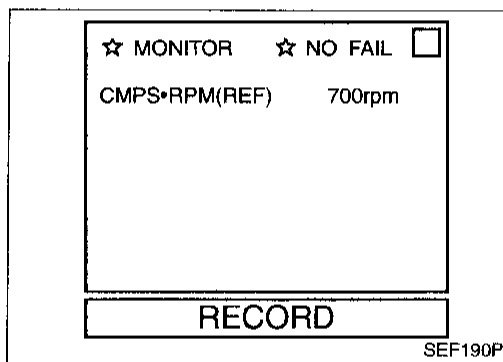 ☆ MONITOR ☆ NO FAIL
CMPS•RPM(REF) 700rpm
RECORD
SEF190P